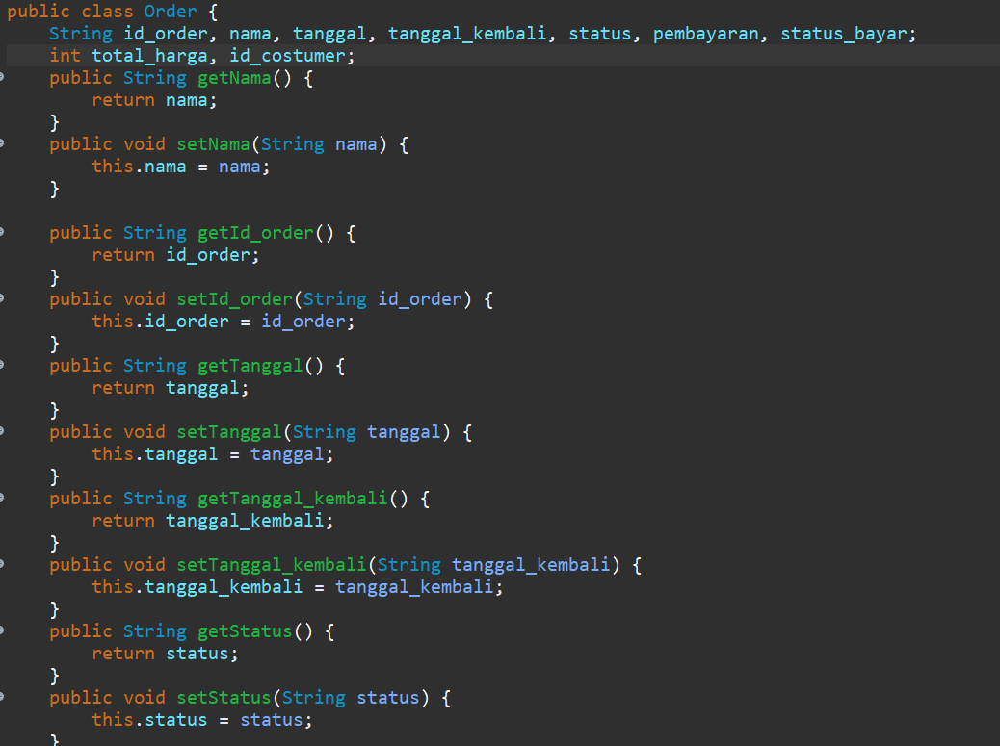 public class Order {
    String id_order, nama, tanggal, tanggal_kembali, status, pembayaran, status_bayar;
    int total_harga, id_costumer;
    public String getNama() {
        return nama;
    }
    public void setNama(String nama) {
        this.nama = nama;
    }

    public String getId_order() {
        return id_order;
    }
    public void setId_order(String id_order) {
        this.id_order = id_order;
    }
    public String getTanggal() {
        return tanggal;
    }
    public void setTanggal(String tanggal) {
        this.tanggal = tanggal;
    }
    public String getTanggal_kembali() {
        return tanggal_kembali;
    }
    public void setTanggal_kembali(String tanggal_kembali) {
        this.tanggal_kembali = tanggal_kembali;
    }
    public String getStatus() {
        return status;
    }
    public void setStatus(String status) {
        this.status = status;
    }